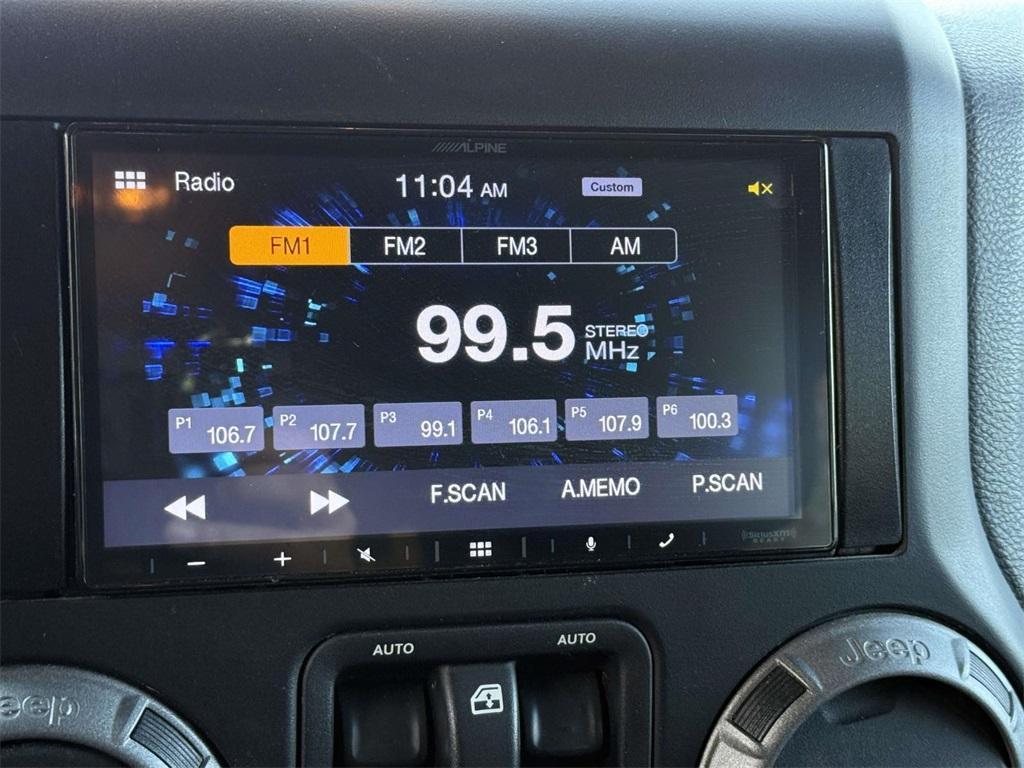 ALPINE
Radio 11:04 AM Custom
FM1 FM2 FM3 AM
99.5 STEREO MHz
P1 106.7 P2 107.7 P3 99.1 P4 106.1 P5 107.9 P6 100.3
F.SCAN A.MEMO P.SCAN
SiriusXM
READY
AUTO AUTO
Jeep
Jeep